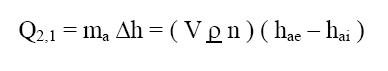 Q₂,₁ = mₐ Δh = ( V ρ n ) ( hₐₑ – hₐᵢ )